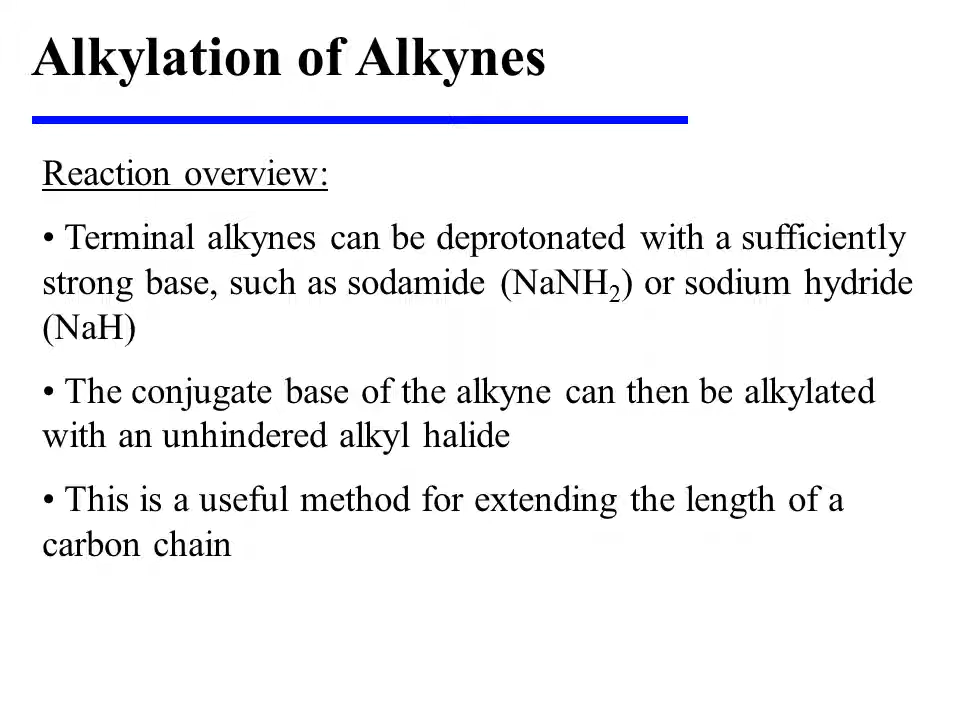 Alkylation of Alkynes
Reaction overview:
• Terminal alkynes can be deprotonated with a sufficiently
strong base, such as sodamide (NaNH₂) or sodium hydride
(NaH)
• The conjugate base of the alkyne can then be alkylated
with an unhindered alkyl halide
• This is a useful method for extending the length of a
carbon chain